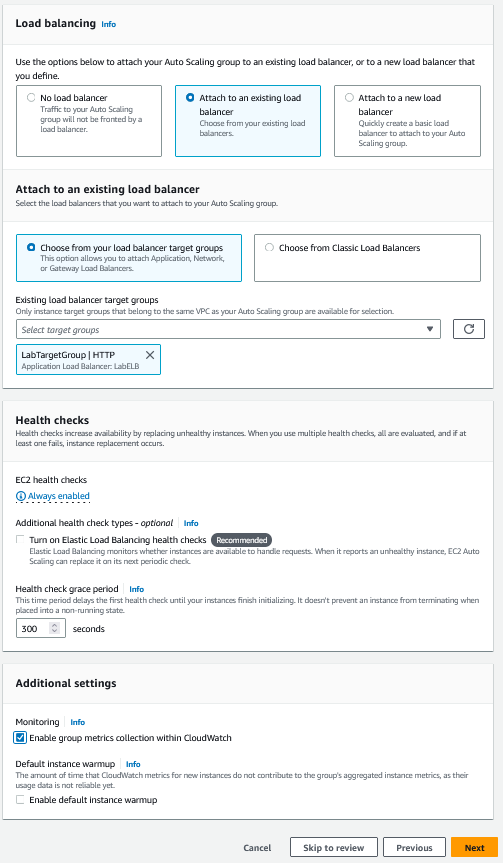 Load balancing Info
Use the options below to attach your Auto Scaling group to an existing load balancer, or to a new load balancer that
you define.
No load balancer
Traffic to your Auto Scaling
group will not be fronted by a
load balancer.
Attach to an existing load
balancer
Choose from your existing load
balancers.
Attach to a new load
balancer
Quickly create a basic load
balancer to attach to your Auto
Scaling group.
Attach to an existing load balancer
Select the load balancers that you want to attach to your Auto Scaling group.
Choose from your load balancer target groups
This option allows you to attach Application, Network,
or Gateway Load Balancers.
Choose from Classic Load Balancers
Existing load balancer target groups
Only instance target groups that belong to the same VPC as your Auto Scaling group are available for selection.
Select target groups
LabTargetGroup | HTTP
Application Load Balancer: LabELB
Health checks
Health checks increase availability by replacing unhealthy instances. When you use multiple health checks, all are evaluated, and if at
least one fails, instance replacement occurs.
EC2 health checks
Always enabled
Additional health check types - optional Info
Turn on Elastic Load Balancing health checks Recommended
Elastic Load Balancing monitors whether instances are available to handle requests. When it reports an unhealthy instance, EC2 Auto
Scaling can replace it on its next periodic check.
Health check grace period Info
This time period delays the first health check until your instances finish initializing. It doesn't prevent an instance from terminating when
placed into a non-running state.
300 seconds
Additional settings
Monitoring Info
Enable group metrics collection within CloudWatch
Default instance warmup Info
The amount of time that CloudWatch metrics for new instances do not contribute to the group's aggregated instance metrics, as their
usage data is not reliable yet.
Enable default instance warmup
Cancel Skip to review Previous Next